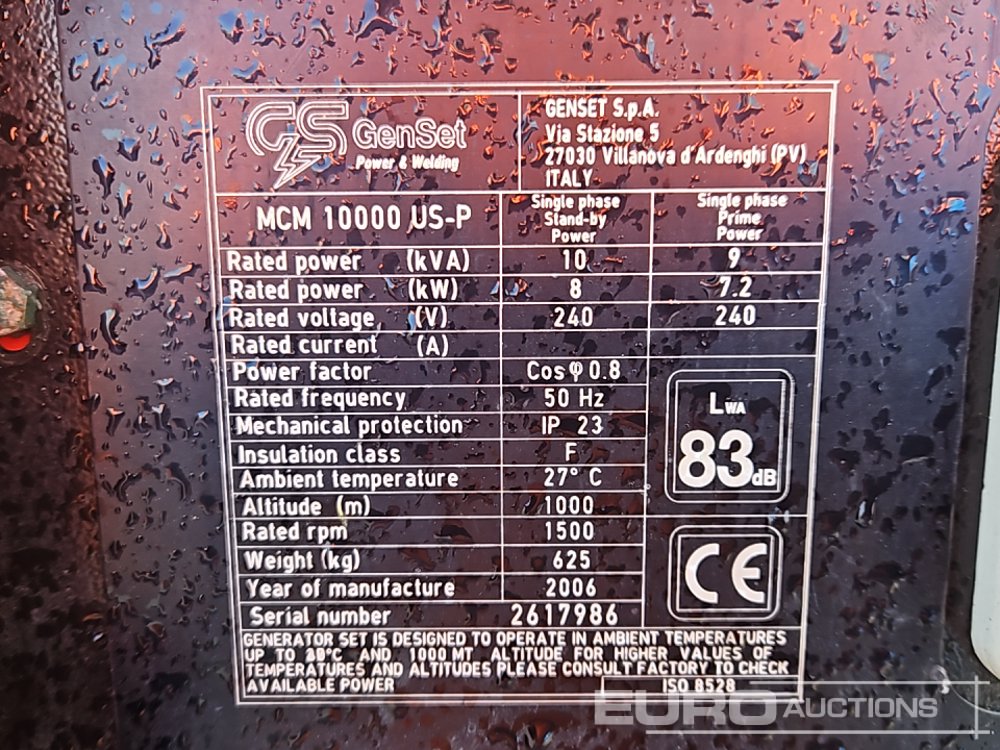 GS GenSet
Power & Welding
GENSET S.p.A.
Via Stazione 5
27030 Villanova d'Ardenghi (PV)
ITALY
MCM 10000 US-P
Single phase
Stand-by
Power
Single phase
Prime
Power
Rated power (kVA) 10 9
Rated power (kW) 8 7.2
Rated voltage (V) 240 240
Rated current (A)
Power factor Cos φ 0.8
Rated frequency 50 Hz
Mechanical protection IP 23
Insulation class F
Ambient temperature 27° C
Altitude (m) 1000
Rated rpm 1500
Weight (kg) 625
Year of manufacture 2006
Serial number 2617986
LWA
83dB
CE
GENERATOR SET IS DESIGNED TO OPERATE IN AMBIENT TEMPERATURES
UP TO 30°C AND 1000 MT ALTITUDE FOR HIGHER VALUES OF
TEMPERATURES AND ALTITUDES PLEASE CONSULT FACTORY TO CHECK
AVAILABLE POWER
ISO 8528
EURO AUCTIONS